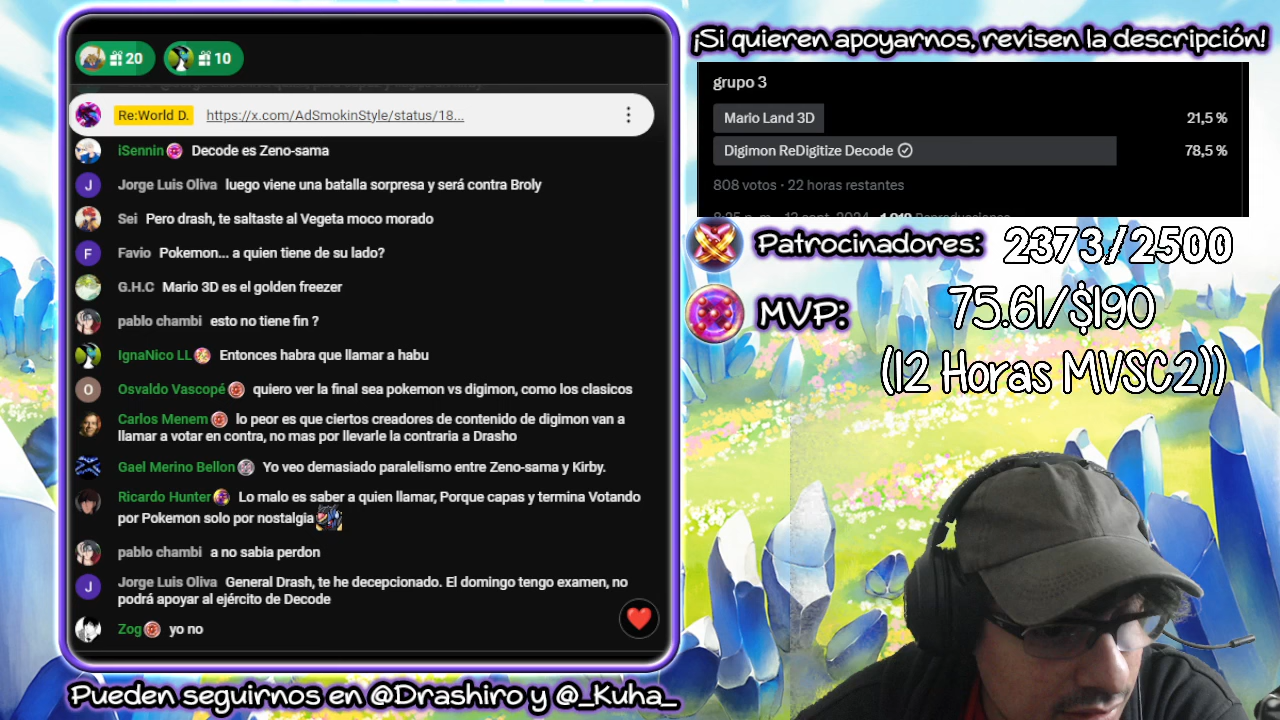 ¡Si quieren apoyarnos, revisen la descripción!
20
10
Re:World D. https://x.com/AdSmokinStyle/status/18...
iSennin Decode es Zeno-sama
J Jorge Luis Oliva luego viene una batalla sorpresa y será contra Broly
Sei Pero drash, te saltaste al Vegeta moco morado
F Favio Pokemon... a quien tiene de su lado?
G.H.C Mario 3D es el golden freezer
pablo chambi esto no tiene fin ?
IgnaNico LL Entonces habra que llamar a habu
O Osvaldo Vascopé quiero ver la final sea pokemon vs digimon, como los clasicos
Carlos Menem lo peor es que ciertos creadores de contenido de digimon van a
llamar a votar en contra, no mas por llevarle la contraria a Drasho
Gael Merino Bellon Yo veo demasiado paralelismo entre Zeno-sama y Kirby.
Ricardo Hunter Lo malo es saber a quien llamar, Porque capas y termina Votando
por Pokemon solo por nostalgia
pablo chambi a no sabia perdon
J Jorge Luis Oliva General Drash, te he decepcionado. El domingo tengo examen, no
podrá apoyar al ejército de Decode
Zog yo no
Pueden seguirnos en @Drashiro y @_Kuha_
grupo 3
Mario Land 3D 21,5 %
Digimon ReDigitize Decode 78,5 %
808 votos · 22 horas restantes
Patrocinadores: 2373/2500
MVP: 75.61/$190
(12 Horas MVSC2))